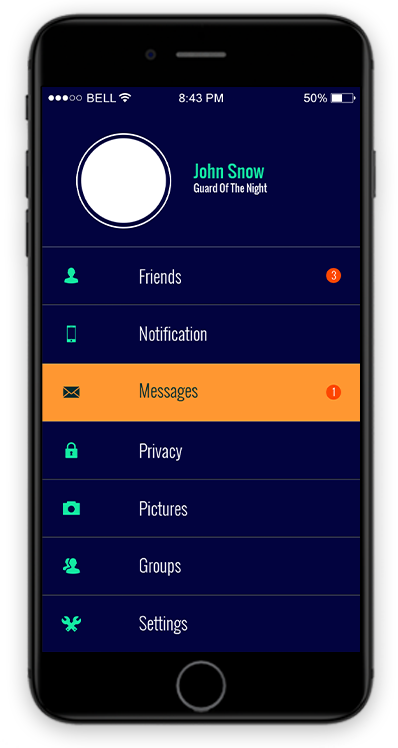 BELL 8:43 PM 50%
John Snow
Guard Of The Night
Friends 3
Notification
Messages 1
Privacy
Pictures
Groups
Settings